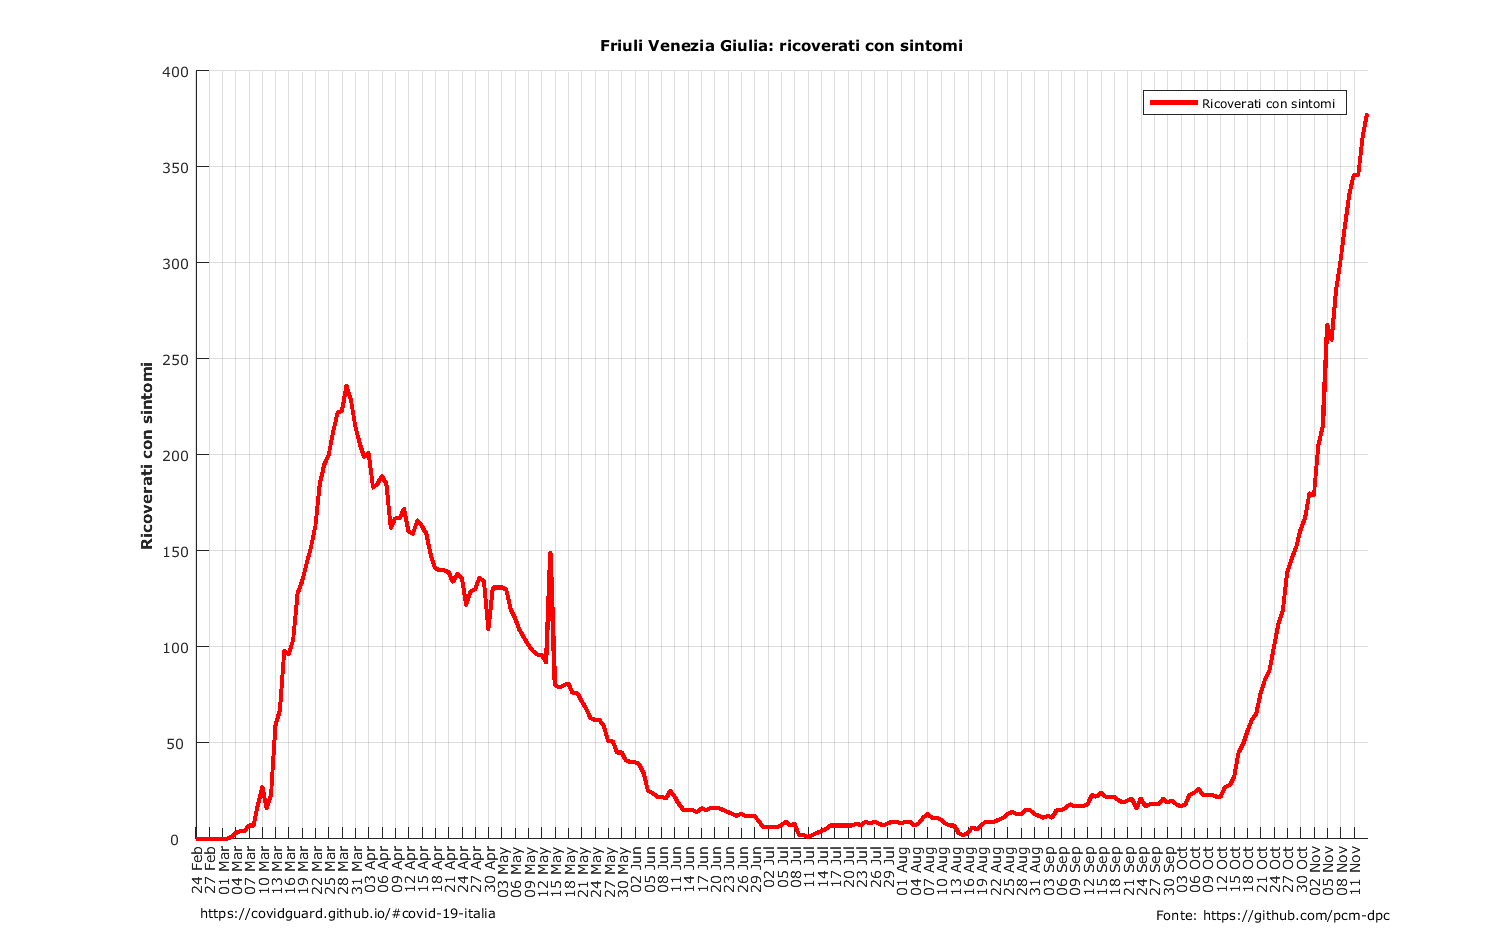 Friuli Venezia Giulia: ricoverati con sintomi
400
350
300
250
200
150
100
50
0
Ricoverati con sintomi
Ricoverati con sintomi
24 Feb
27 Feb
01 Mar
04 Mar
07 Mar
10 Mar
13 Mar
16 Mar
19 Mar
22 Mar
25 Mar
28 Mar
31 Mar
03 Apr
06 Apr
09 Apr
12 Apr
15 Apr
18 Apr
21 Apr
24 Apr
27 Apr
30 Apr
03 May
06 May
09 May
12 May
15 May
18 May
21 May
24 May
27 May
30 May
02 Jun
05 Jun
08 Jun
11 Jun
14 Jun
17 Jun
20 Jun
23 Jun
26 Jun
29 Jun
02 Jul
05 Jul
08 Jul
11 Jul
14 Jul
17 Jul
20 Jul
23 Jul
26 Jul
29 Jul
01 Aug
04 Aug
07 Aug
10 Aug
13 Aug
16 Aug
19 Aug
22 Aug
25 Aug
28 Aug
31 Aug
03 Sep
06 Sep
09 Sep
12 Sep
15 Sep
18 Sep
21 Sep
24 Sep
27 Sep
30 Sep
03 Oct
06 Oct
09 Oct
12 Oct
15 Oct
18 Oct
21 Oct
24 Oct
27 Oct
30 Oct
02 Nov
05 Nov
08 Nov
11 Nov
https://covidguard.github.io/#covid-19-italia
Fonte: https://github.com/pcm-dpc